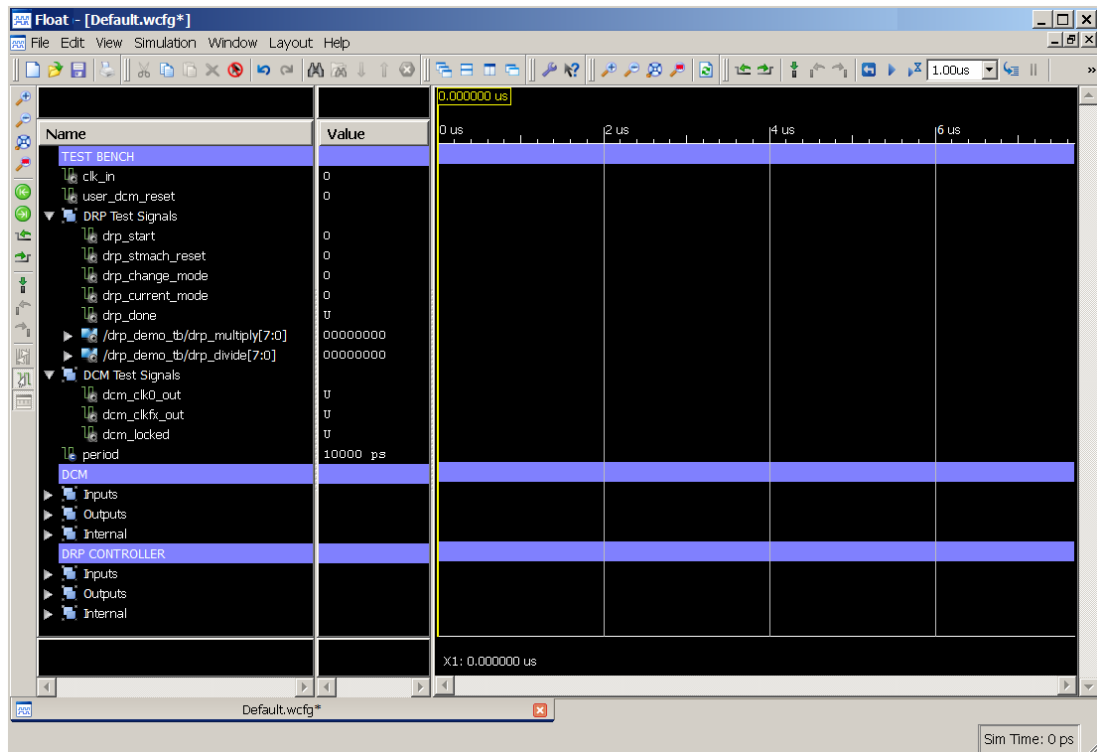 Float - [Default.wcfg*]
File Edit View Simulation Window Layout Help
1.00us
»
0.000000 us
Name Value 0 us 2 us 4 us 6 us
TEST BENCH
clk_in 0
user_dcm_reset 0
DRP Test Signals
drp_start 0
drp_stmach_reset 0
drp_change_mode 0
drp_current_mode 0
drp_done U
/drp_demo_tb/drp_multiply[7:0] 00000000
/drp_demo_tb/drp_divide[7:0] 00000000
DCM Test Signals
dcm_clk0_out U
dcm_clkfx_out U
dcm_locked U
period 10000 ps
DCM
Inputs
Outputs
Internal
DRP CONTROLLER
Inputs
Outputs
Internal
X1: 0.000000 us
Default.wcfg*
Sim Time: 0 ps